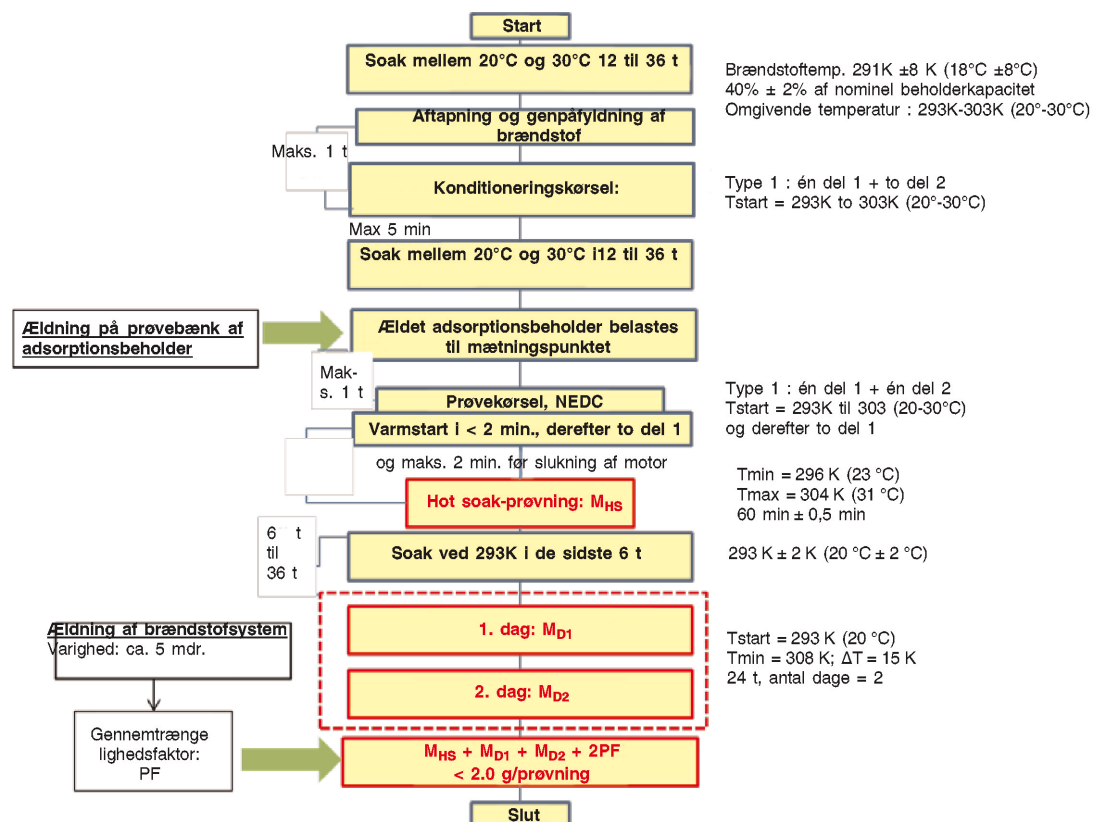 Start
Soak mellem 20°C og 30°C 12 til 36 t
Brændstoftemp. 291K ±8 K (18°C ±8°C)
40% ± 2% af nominel beholderkapacitet
Omgivende temperatur : 293K-303K (20°-30°C)
Aftapning og genpåfyldning af
brændstof
Maks. 1 t
Konditioneringskørsel:
Type 1 : én del 1 + to del 2
Tstart = 293K to 303K (20°-30°C)
Max 5 min
Soak mellem 20°C og 30°C i12 til 36 t
Ældning på prøvebænk af
adsorptionsbeholder
Ældet adsorptionsbeholder belastes
til mætningspunktet
Mak-
s. 1 t
Prøvekørsel, NEDC
Varmstart i < 2 min., derefter to del 1
Type 1 : én del 1 + én del 2
Tstart = 293K til 303 (20-30°C)
og derefter to del 1
og maks. 2 min. før slukning af motor
Hot soak-prøvning: MHS
Tmin = 296 K (23 °C)
Tmax = 304 K (31 °C)
60 min ± 0,5 min
6 t
til
36 t
Soak ved 293K i de sidste 6 t
293 K ± 2 K (20 °C ± 2 °C)
1. dag: MD1
2. dag: MD2
Tstart = 293 K (20 °C)
Tmin = 308 K; ΔT = 15 K
24 t, antal dage = 2
Ældning af brændstofsystem
Varighed: ca. 5 mdr.
Gennemtrænge
lighedsfaktor:
PF
MHS + MD1 + MD2 + 2PF
< 2.0 g/prøvning
Slut